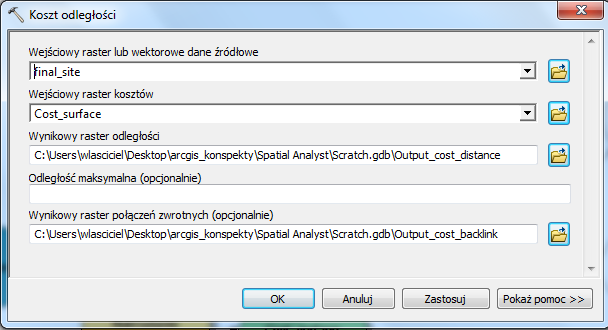 Koszt odległości
Wejściowy raster lub wektorowe dane źródłowe
final_site
Wejściowy raster kosztów
Cost_surface
Wynikowy raster odległości
C:\Users\wlasciciel\Desktop\arcgis_konspekty\Spatial Analyst\Scratch.gdb\Output_cost_distance
Odległość maksymalna (opcjonalnie)
Wynikowy raster połączeń zwrotnych (opcjonalnie)
C:\Users\wlasciciel\Desktop\arcgis_konspekty\Spatial Analyst\Scratch.gdb\Output_cost_backlink
OK Anuluj Zastosuj Pokaż pomoc >>